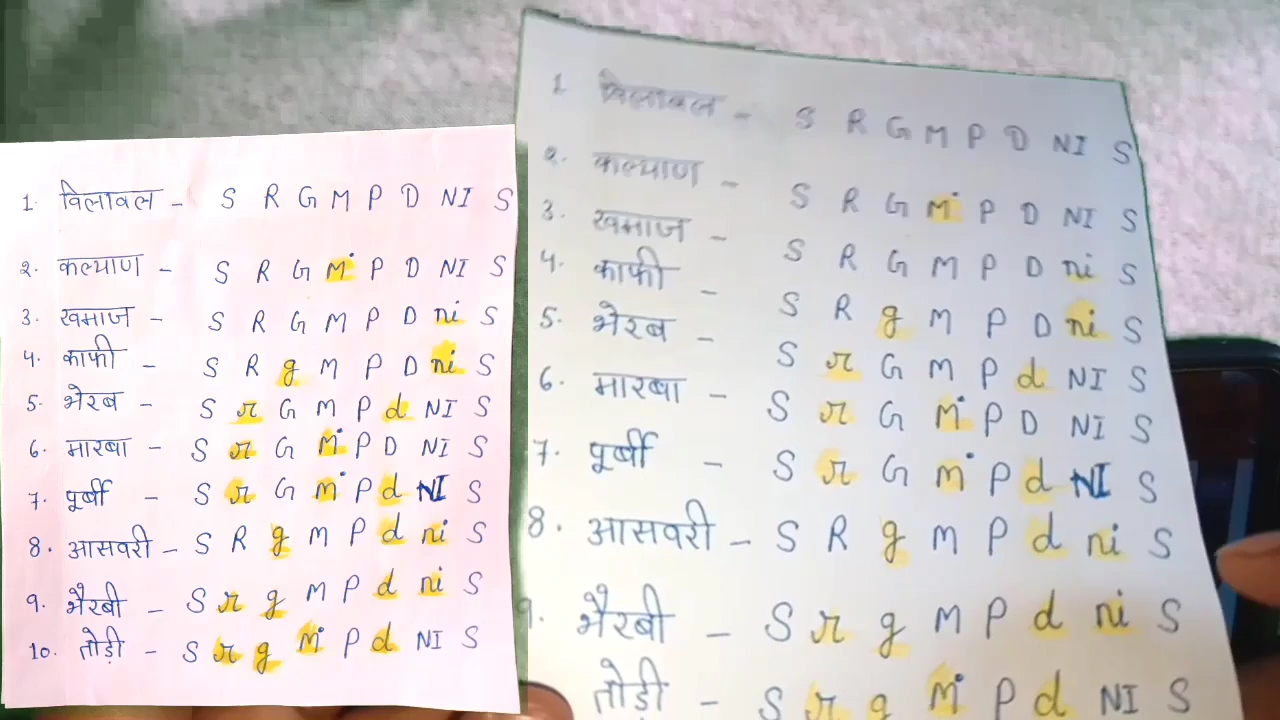 1. विलावल - S R G M P D NI S
2. कल्याण - S R G M˙ P D NI S
3. खमाज - S R G M P D ni S
4. काफी - S R g M P D ni S
5. भेरब - S r G M P d NI S
6. मारबा - S r G M˙ P D NI S
7. पूर्बी - S r G M˙ P d NI S
8. आसवरी - S R g M P d ni S
9. भैरबी - S r g M P d ni S
10. तोड़ी - S r g M˙ P d NI S
1 विलावल - S R G M P D NI S
2. कल्याण - S R G M˙ P D NI S
3. खमाज - S R G M P D ni S
4. काफी - S R g M P D ni S
5. भेरब - S r G M P d NI S
6. मारबा - S r G M˙ P D NI S
7. पूर्बी - S r G M˙ P d NI S
8. आसवरी - S R g M P d ni S
9. भैरबी - S r g M P d ni S
तोड़ी - S r g M˙ P d NI S